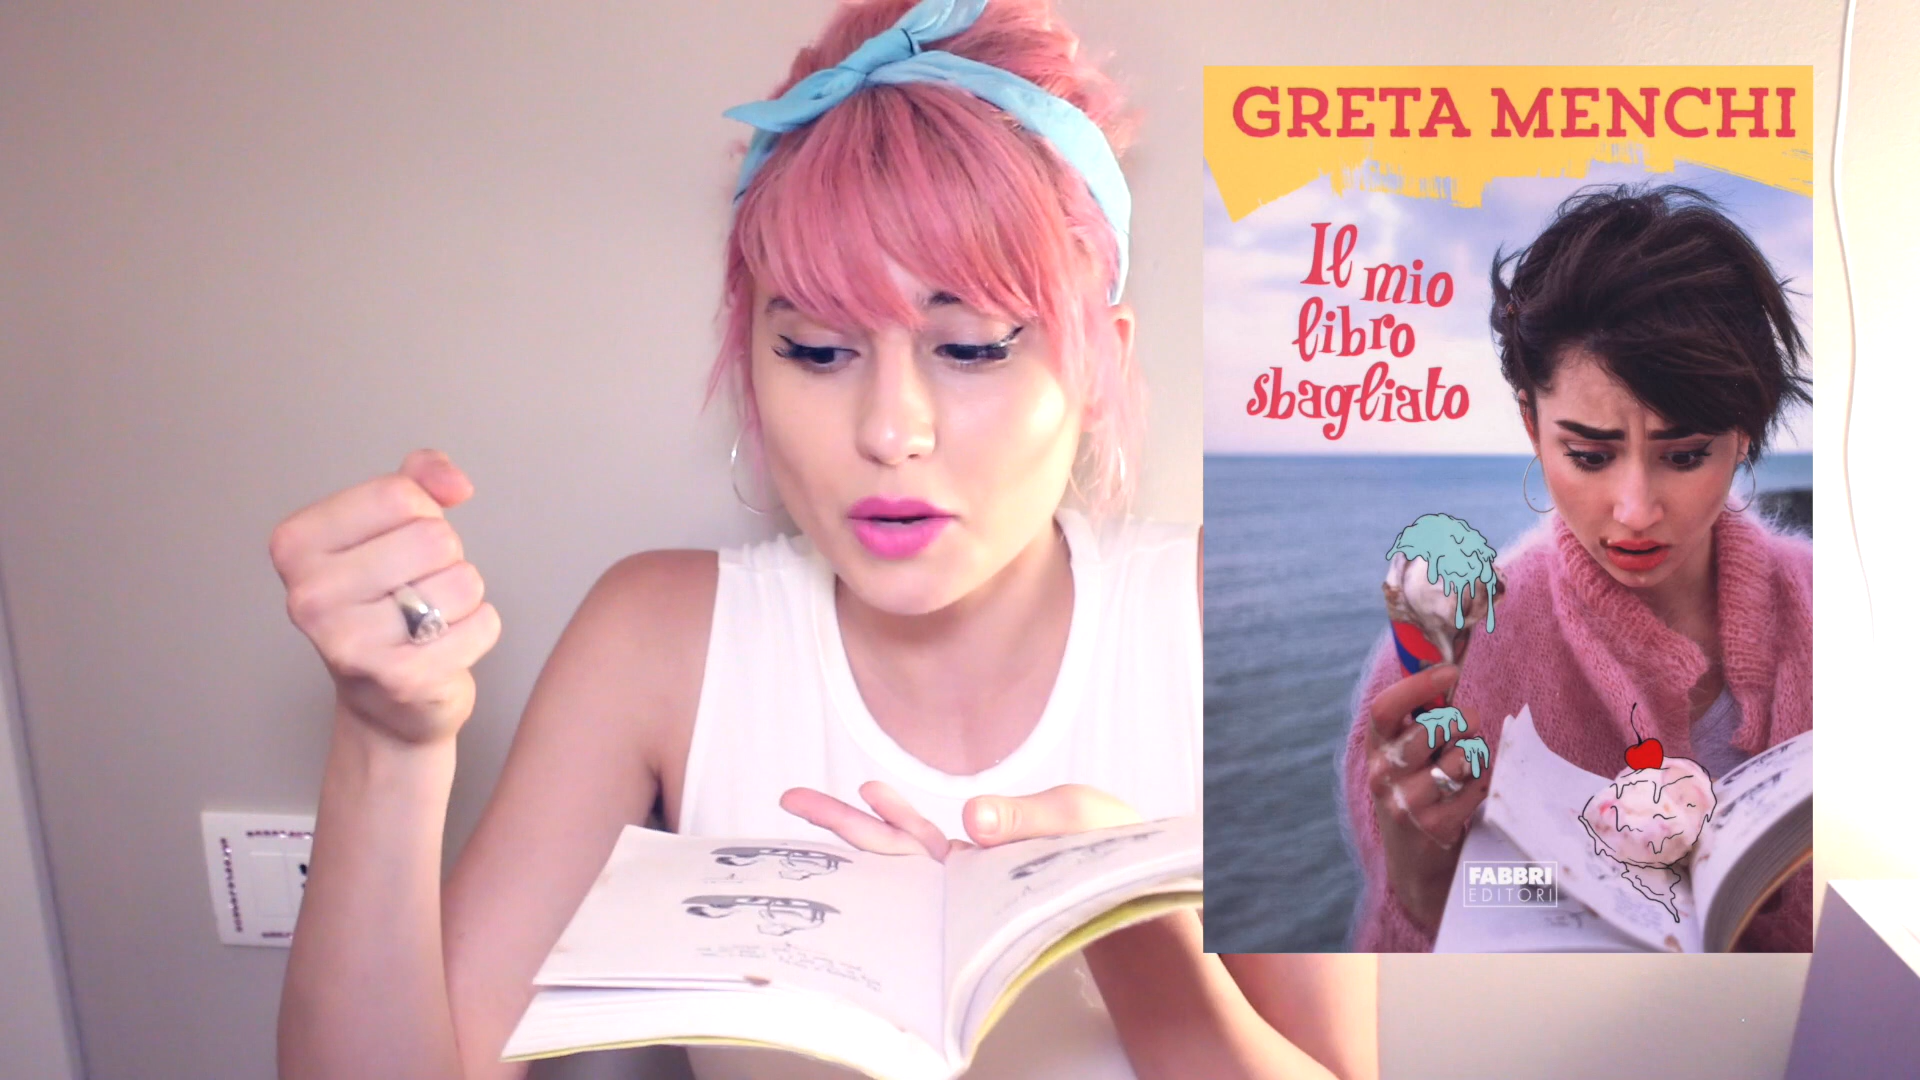 GRETA MENCHI
Il mio
libro
sbagliato
FABBRI
EDITORI